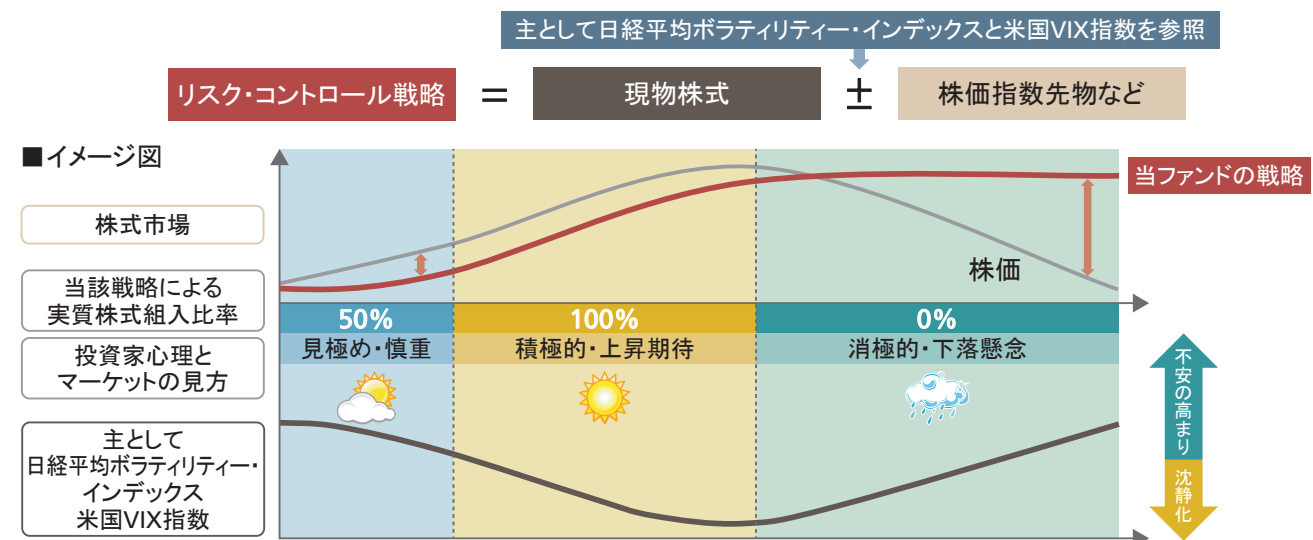 主として日経平均ボラティリティー・インデックスと米国VIX指数を参照
リスク・コントロール戦略 = 現物株式 ± 株価指数先物など
■イメージ図
当ファンドの戦略
株式市場
株価
当該戦略による
実質株式組入比率
50% 100% 0%
投資家心理と
マーケットの見方
見極め・慎重 積極的・上昇期待 消極的・下落懸念
主として
日経平均ボラティリティー・
インデックス
米国VIX指数
不安の高まり
沈静化